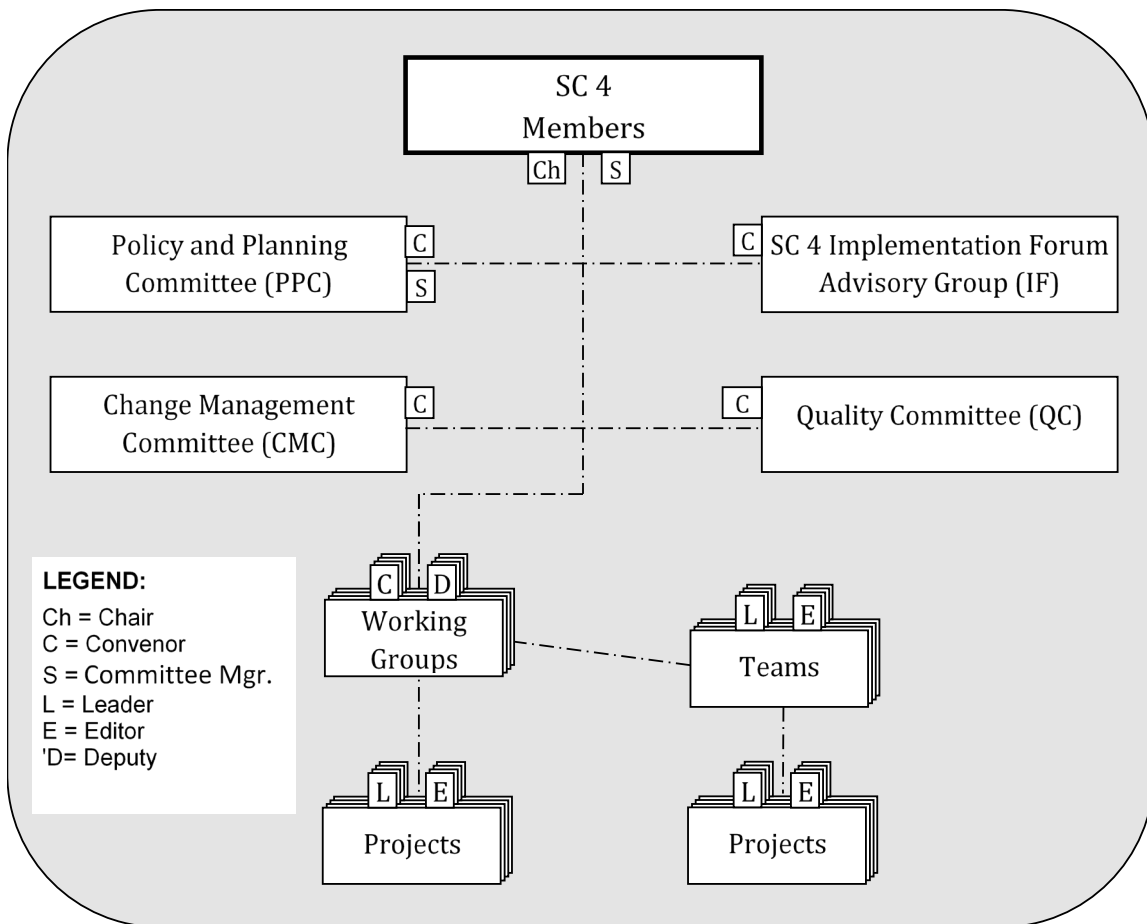 SC 4
Members
Ch
S
Policy and Planning
Committee (PPC)
C
S
C
SC 4 Implementation Forum
Advisory Group (IF)
Change Management
Committee (CMC)
C
C
Quality Committee (QC)
LEGEND:
Ch = Chair
C = Convenor
S = Committee Mgr.
L = Leader
E = Editor
'D= Deputy
C
D
Working
Groups
L
E
Teams
L
E
Projects
L
E
Projects